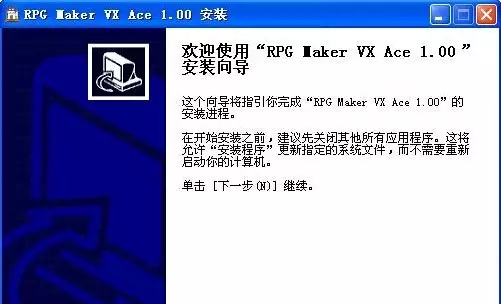 RPG Maker VX Ace 1.00 安装
欢迎使用“RPG Maker VX Ace 1.00 ”
安装向导
这个向导将指引你完成“RPG Maker VX Ace 1.00”的
安装进程。
在开始安装之前，建议先关闭其他所有应用程序。这将
允许“安装程序”更新指定的系统文件，而不需要重新
启动你的计算机。
单击 [下一步(N)] 继续。